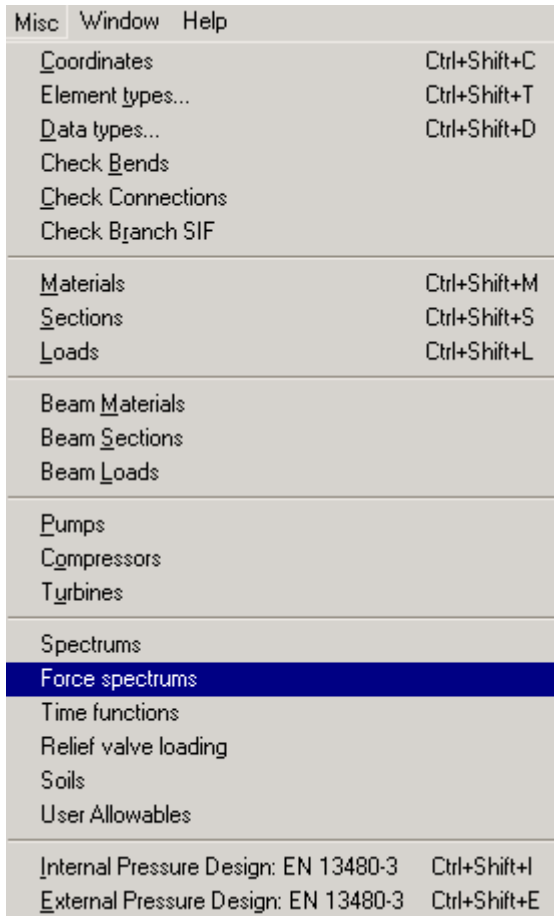 Misc Window Help
Coordinates Ctrl+Shift+C
Element types... Ctrl+Shift+T
Data types... Ctrl+Shift+D
Check Bends
Check Connections
Check Branch SIF
Materials Ctrl+Shift+M
Sections Ctrl+Shift+S
Loads Ctrl+Shift+L
Beam Materials
Beam Sections
Beam Loads
Pumps
Compressors
Turbines
Spectrums
Force spectrums
Time functions
Relief valve loading
Soils
User Allowables
Internal Pressure Design: EN 13480-3 Ctrl+Shift+I
External Pressure Design: EN 13480-3 Ctrl+Shift+E